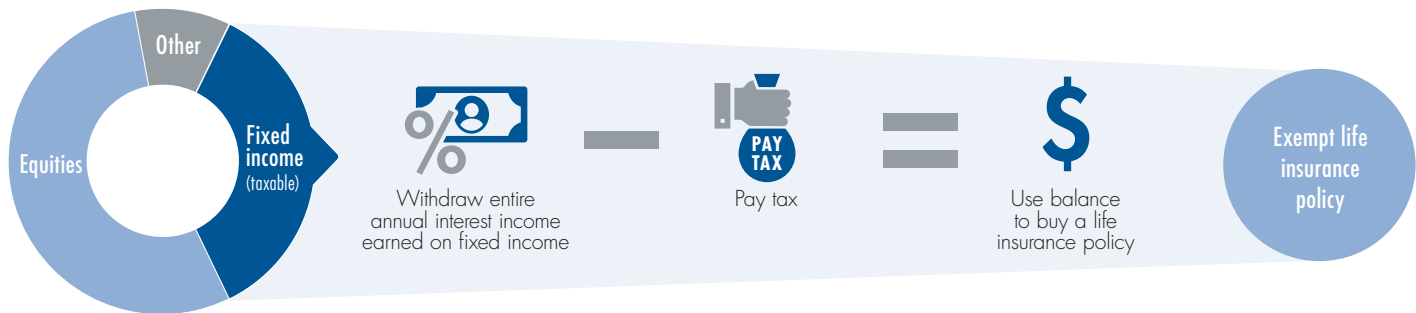 Other
Equities
Fixed
income
(taxable)
%
Withdraw entire
annual interest income
earned on fixed income
PAY
TAX
Pay tax
$
Use balance
to buy a life
insurance policy
Exempt life
insurance
policy